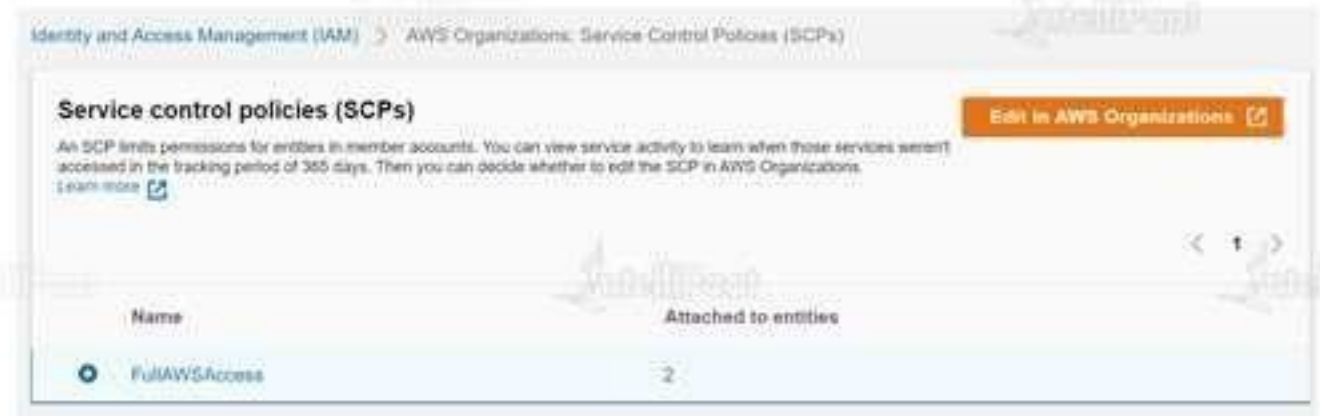 Identity and Access Management (IAM) > AWS Organizations: Service Control Policies (SCPs)
Service control policies (SCPs)
Edit in AWS Organizations
An SCP limits permissions for entities in member accounts. You can view service activity to learn when those services weren't
accessed in the tracking period of 365 days. Then you can decide whether to edit the SCP in AWS Organizations.
Learn more
< 1 >
Name Attached to entities
FullAWSAccess 2